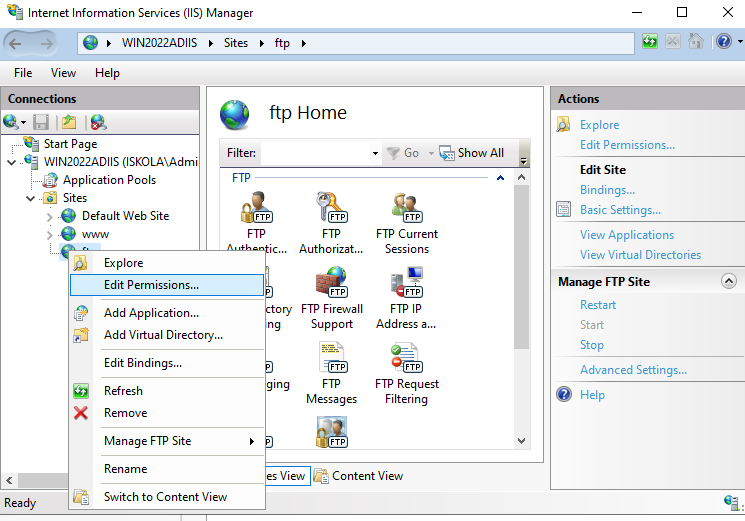 Internet Information Services (IIS) Manager
WIN2022ADIIS
Sites
ftp
File View Help
Connections
Start Page
WIN2022ADIIS (ISKOLA\Admi
Application Pools
Sites
Default Web Site
www
Explore
Edit Permissions...
Add Application...
Add Virtual Directory...
Edit Bindings...
Refresh
Remove
Manage FTP Site
Rename
Switch to Content View
ftp Home
Filter:
Go
Show All
FTP
FTP
Authentic...
FTP
Authorizat...
FTP Current
Sessions
FTP Firewall
Support
FTP IP
Address a...
FTP
Messages
FTP Request
Filtering
View
Content View
Actions
Explore
Edit Permissions...
Edit Site
Bindings...
Basic Settings...
View Applications
View Virtual Directories
Manage FTP Site
Restart
Start
Stop
Advanced Settings...
Help
Ready